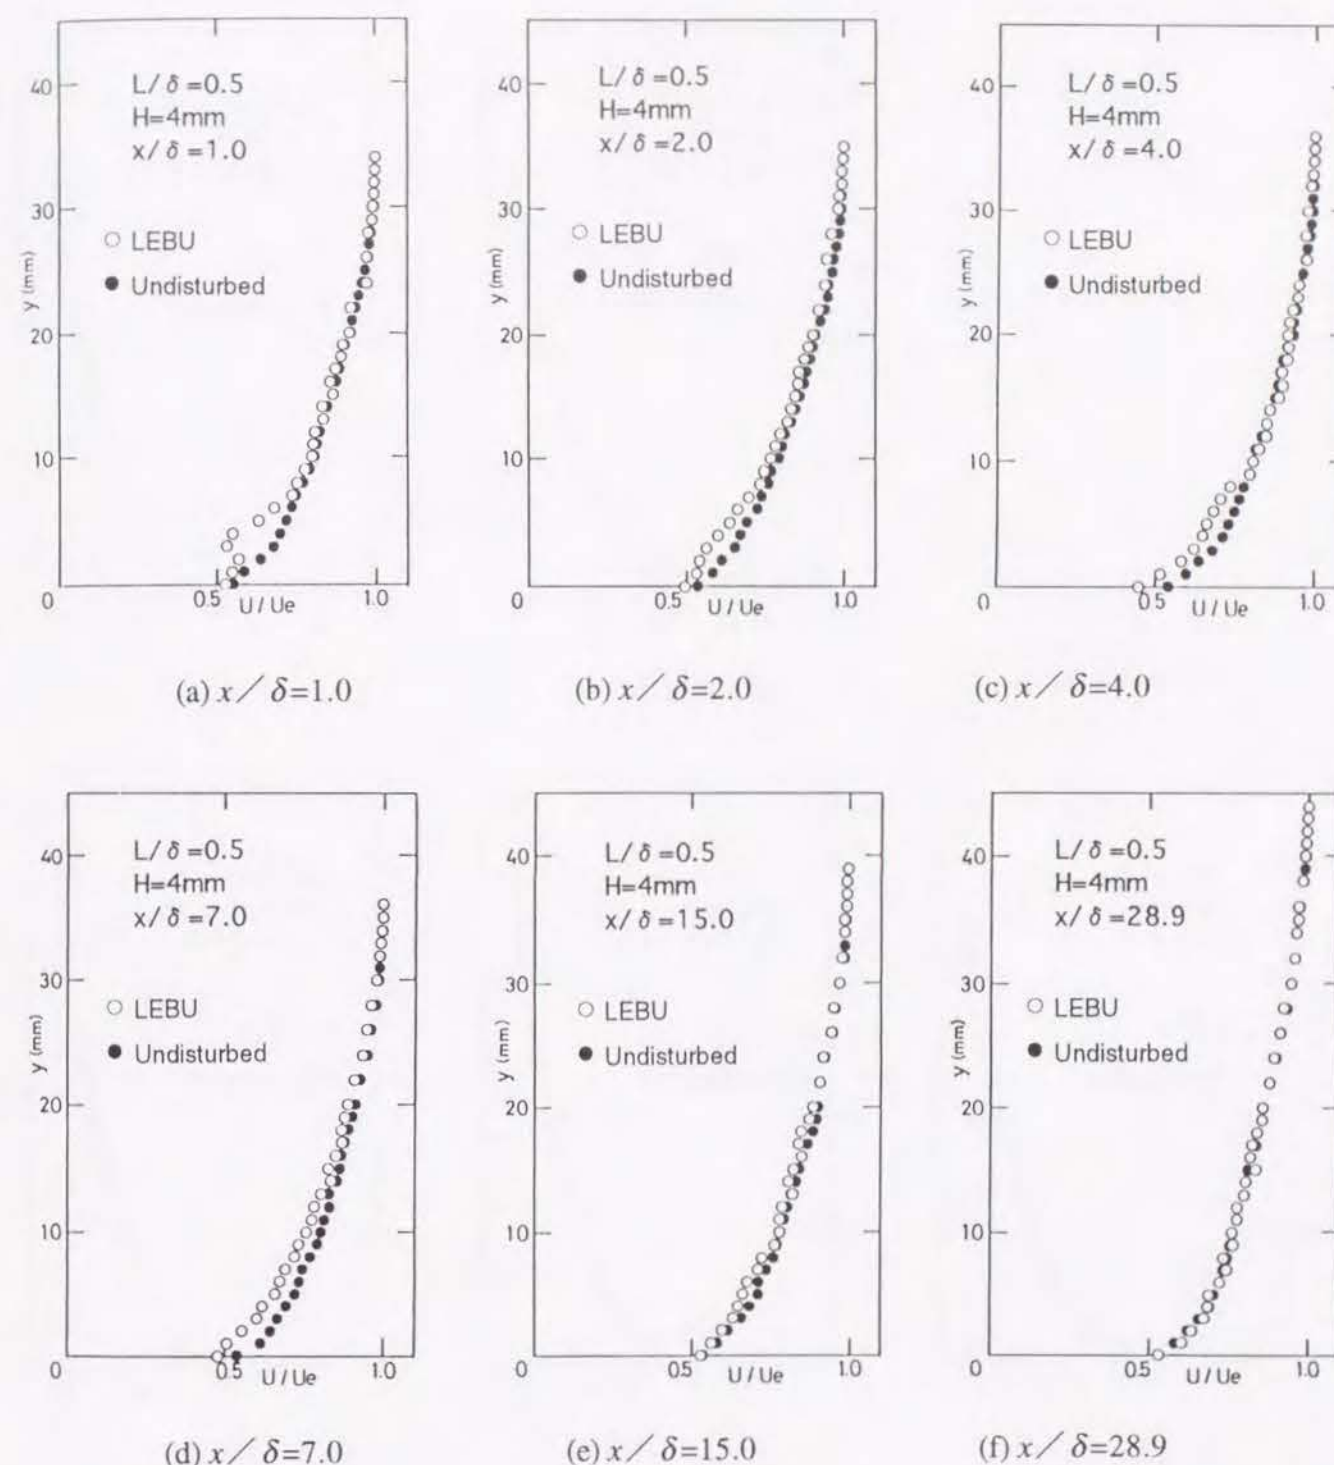 40
L/δ=0.5
H=4mm
x/δ=1.0
30
○ LEBU
y (mm)
● Undisturbed
20
10
0 0.5 U/Ue 1.0
(a) x/δ=1.0
40
L/δ=0.5
H=4mm
x/δ=2.0
30
○ LEBU
y (mm)
● Undisturbed
20
10
0 0.5 U/Ue 1.0
(b) x/δ=2.0
40
L/δ=0.5
H=4mm
x/δ=4.0
30
○ LEBU
y (mm)
● Undisturbed
20
10
0 0.5 U/Ue 1.0
(c) x/δ=4.0
40
L/δ=0.5
H=4mm
x/δ=7.0
30
○ LEBU
y (mm)
● Undisturbed
20
10
0 0.5 U/Ue 1.0
(d) x/δ=7.0
40
L/δ=0.5
H=4mm
x/δ=15.0
30
○ LEBU
y (mm)
● Undisturbed
20
10
0 0.5 U/Ue 1.0
(e) x/δ=15.0
40
L/δ=0.5
H=4mm
x/δ=28.9
30
○ LEBU
y (mm)
● Undisturbed
20
10
0 0.5 U/Ue 1.0
(f) x/δ=28.9